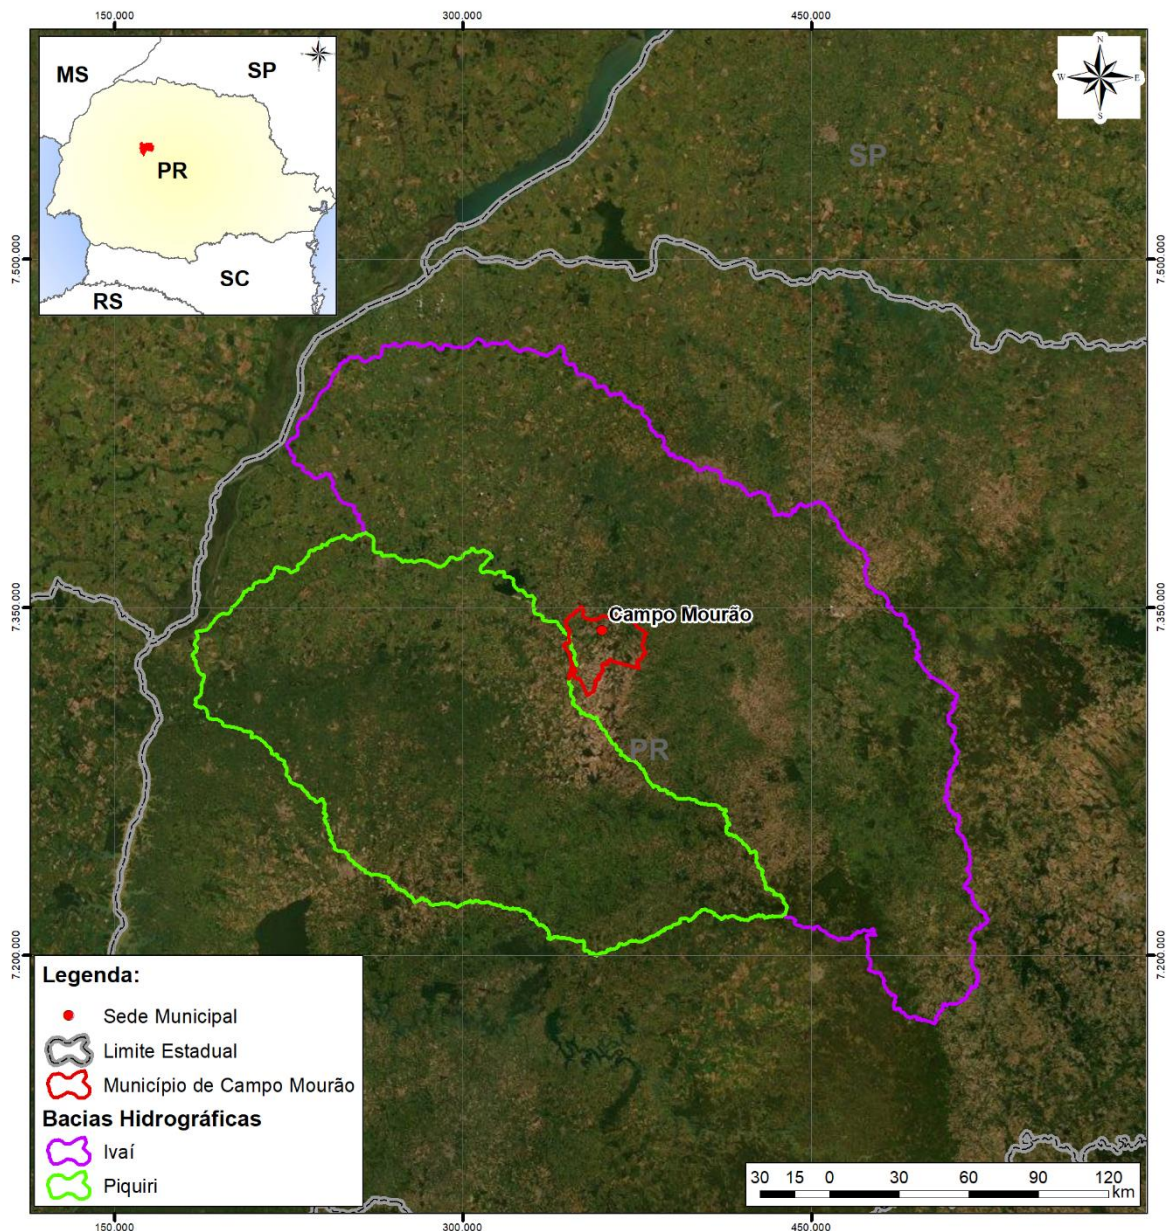 150.000
300.000
450.000
MS
SP
PR
SC
RS
N
W
E
S
SP
7.500.000
7.500.000
7.350.000
7.350.000
Campo Mourão
PR
7.200.000
7.200.000
Legenda:
Sede Municipal
Limite Estadual
Município de Campo Mourão
Bacias Hidrográficas
Ivaí
Piquiri
30 15 0 30 60 90 120
km
150.000
300.000
450.000